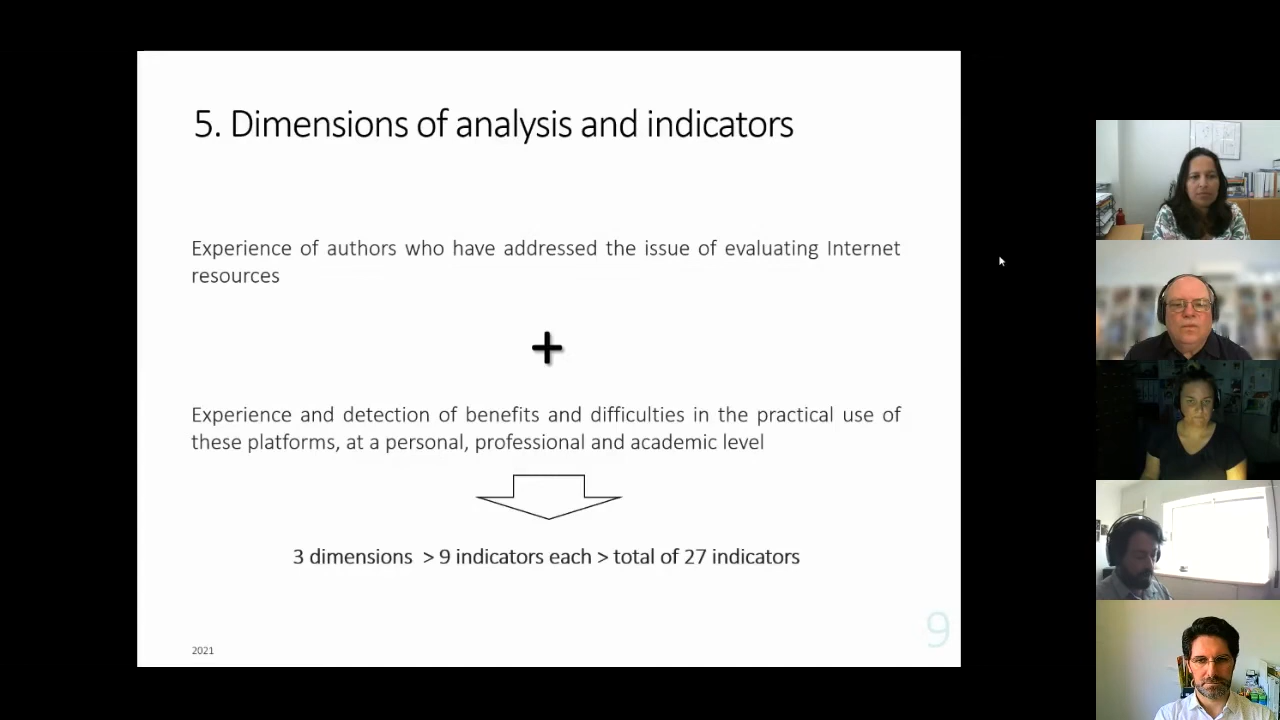 5. Dimensions of analysis and indicators
Experience of authors who have addressed the issue of evaluating Internet
resources
+
Experience and detection of benefits and difficulties in the practical use of
these platforms, at a personal, professional and academic level
3 dimensions > 9 indicators each > total of 27 indicators
9
2021